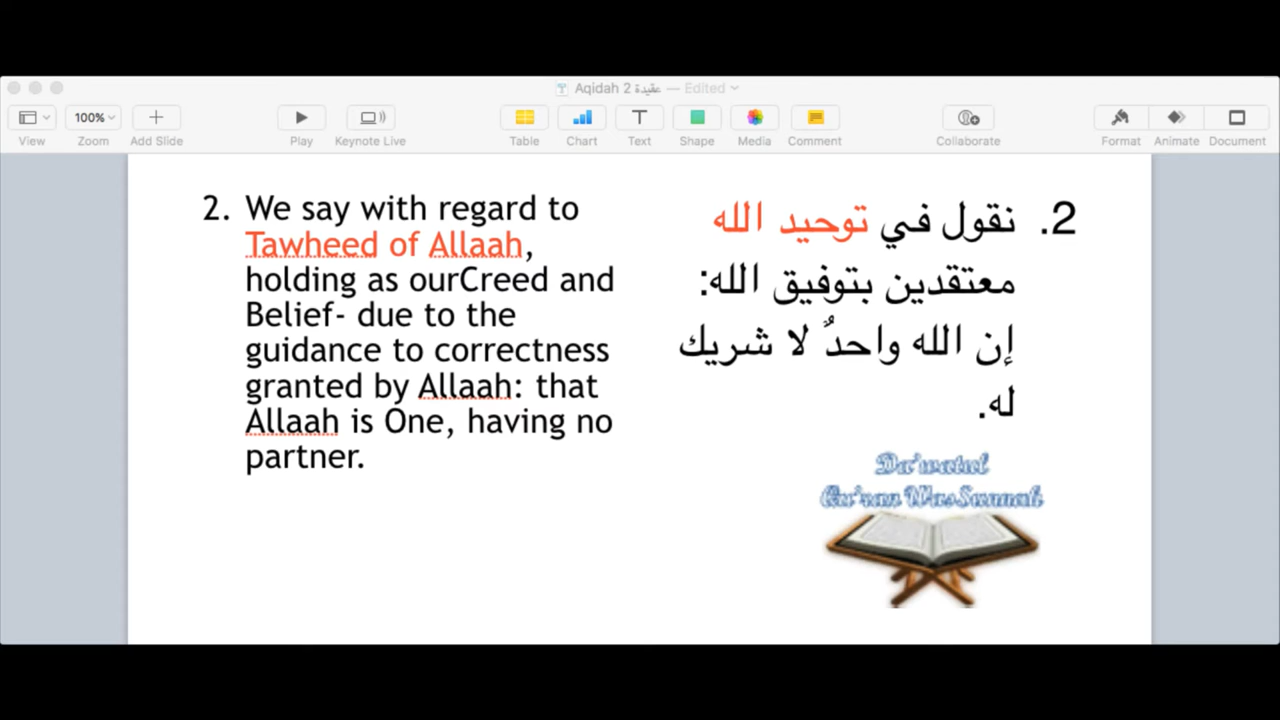 Aqidah 2 عقيدة — Edited
100%
View Zoom Add Slide Play Keynote Live Table Chart Text Shape Media Comment Collaborate Format Animate Document
2. We say with regard to
Tawheed of Allaah,
holding as ourCreed and
Belief- due to the
guidance to correctness
granted by Allaah: that
Allaah is One, having no
partner.
2. نقول في توحيد الله
معتقدين بتوفيق الله:
إن الله واحدٌ لا شريك
له.
Da'watul
Qu'ran WasSunnah